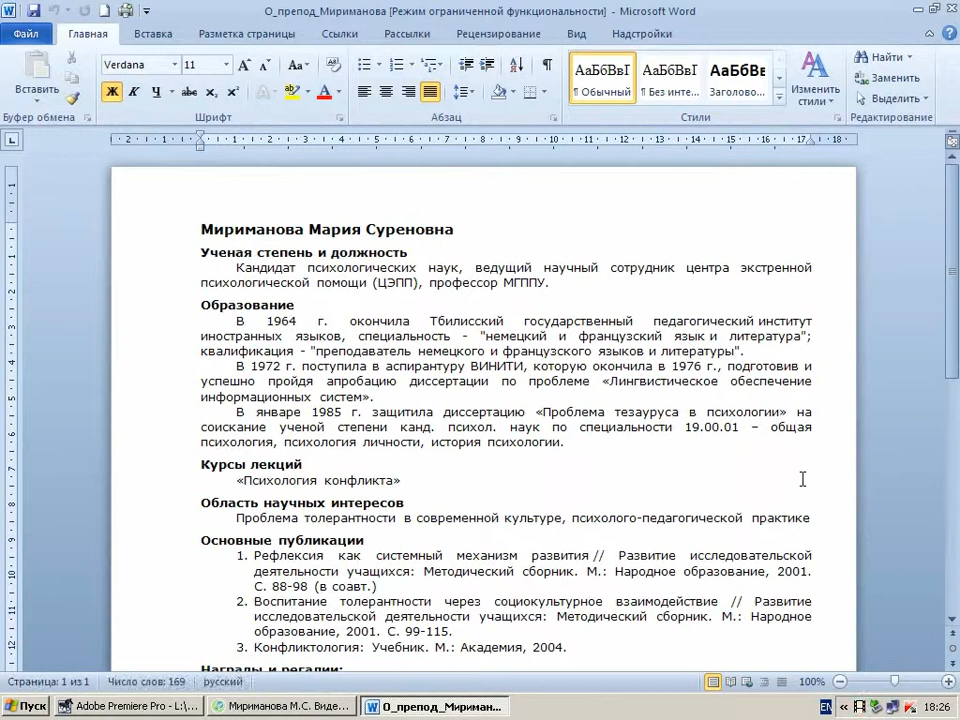 О_препод_Мириманова [Режим ограниченной функциональности] - Microsoft Word
Файл Главная Вставка Разметка страницы Ссылки Рассылки Рецензирование Вид Надстройки
Вставить
Verdana 11
Ж К Ч abc x₂ x²
АаБбВвІ АаБбВвІ АаБбВв
¶ Обычный ¶ Без инте... Заголово...
Изменить стили
Найти
Заменить
Выделить
Буфер обмена Шрифт Абзац Стили Редактирование
Мириманова Мария Суреновна
Ученая степень и должность
Кандидат психологических наук, ведущий научный сотрудник центра экстренной
психологической помощи (ЦЭПП), профессор МГППУ.
Образование
В 1964 г. окончила Тбилисский государственный педагогический институт
иностранных языков, специальность - "немецкий и французский язык и литература";
квалификация - "преподаватель немецкого и французского языков и литературы".
В 1972 г. поступила в аспирантуру ВИНИТИ, которую окончила в 1976 г., подготовив и
успешно пройдя апробацию диссертации по проблеме «Лингвистическое обеспечение
информационных систем».
В январе 1985 г. защитила диссертацию «Проблема тезауруса в психологии» на
соискание ученой степени канд. психол. наук по специальности 19.00.01 – общая
психология, психология личности, история психологии.
Курсы лекций
«Психология конфликта»
Область научных интересов
Проблема толерантности в современной культуре, психолого-педагогической практике
Основные публикации
1. Рефлексия как системный механизм развития // Развитие исследовательской
деятельности учащихся: Методический сборник. М.: Народное образование, 2001.
С. 88-98 (в соавт.)
2. Воспитание толерантности через социокультурное взаимодействие // Развитие
исследовательской деятельности учащихся: Методический сборник. М.: Народное
образование, 2001. С. 99-115.
3. Конфликтология: Учебник. М.: Академия, 2004.
Награды и регалии:
Страница: 1 из 1 Число слов: 169 русский 100%
Пуск Adobe Premiere Pro - L:\... Мириманова М.С. Виде... О_препод_Мириман... EN 18:26